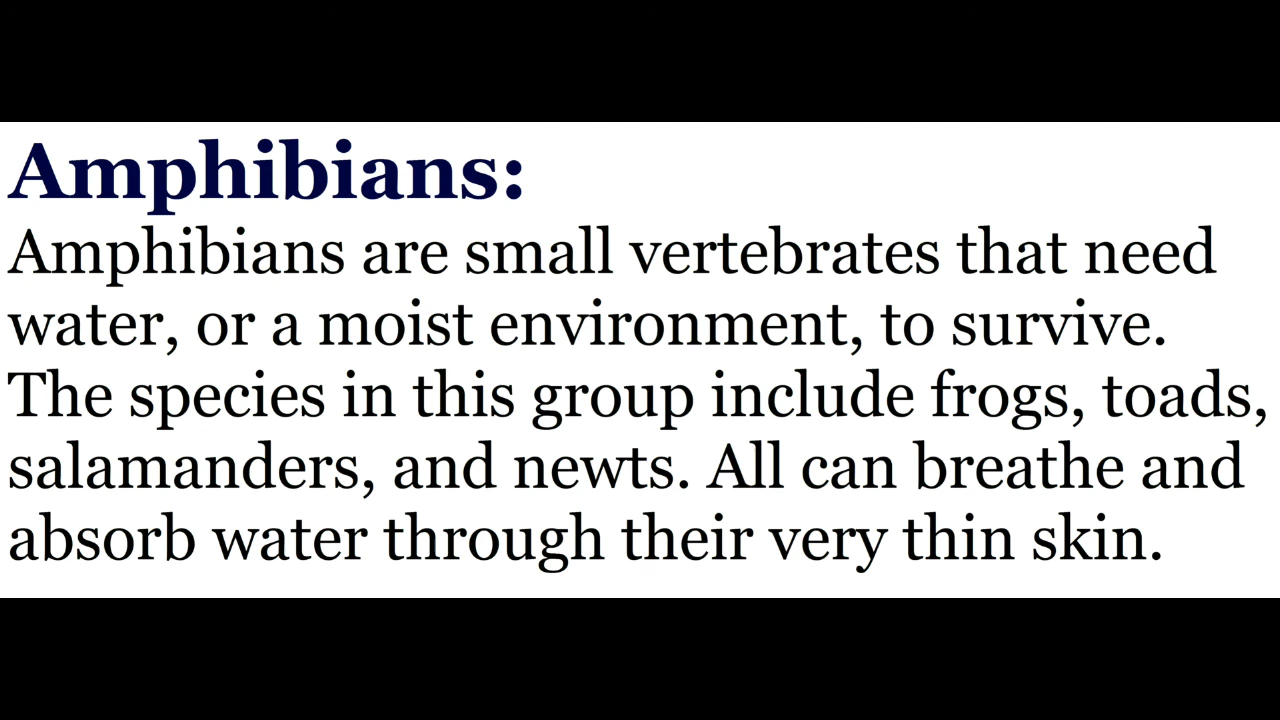 Amphibians:
Amphibians are small vertebrates that need
water, or a moist environment, to survive.
The species in this group include frogs, toads,
salamanders, and newts. All can breathe and
absorb water through their very thin skin.